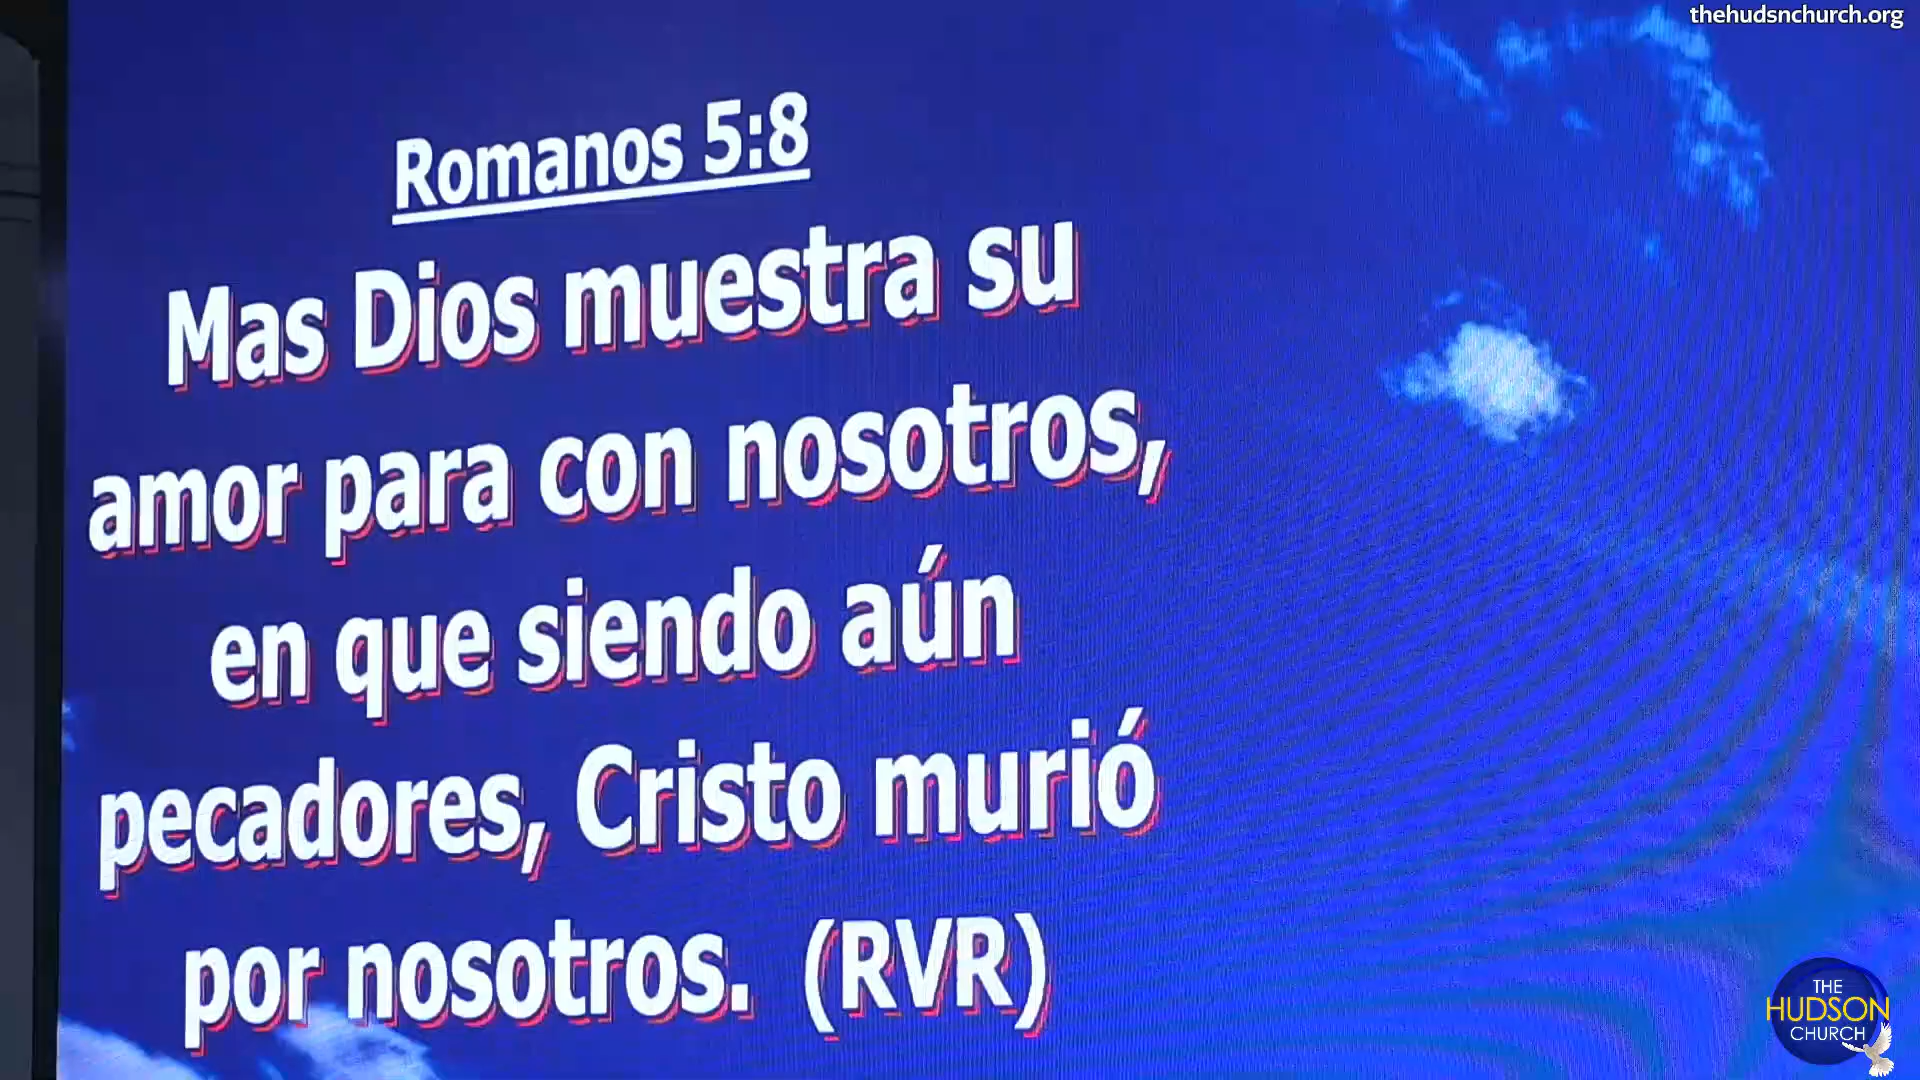 thehudsnchurch.org
Romanos 5:8
Mas Dios muestra su
amor para con nosotros,
en que siendo aún
pecadores, Cristo murió
por nosotros. (RVR)
THE
HUDSON
CHURCH